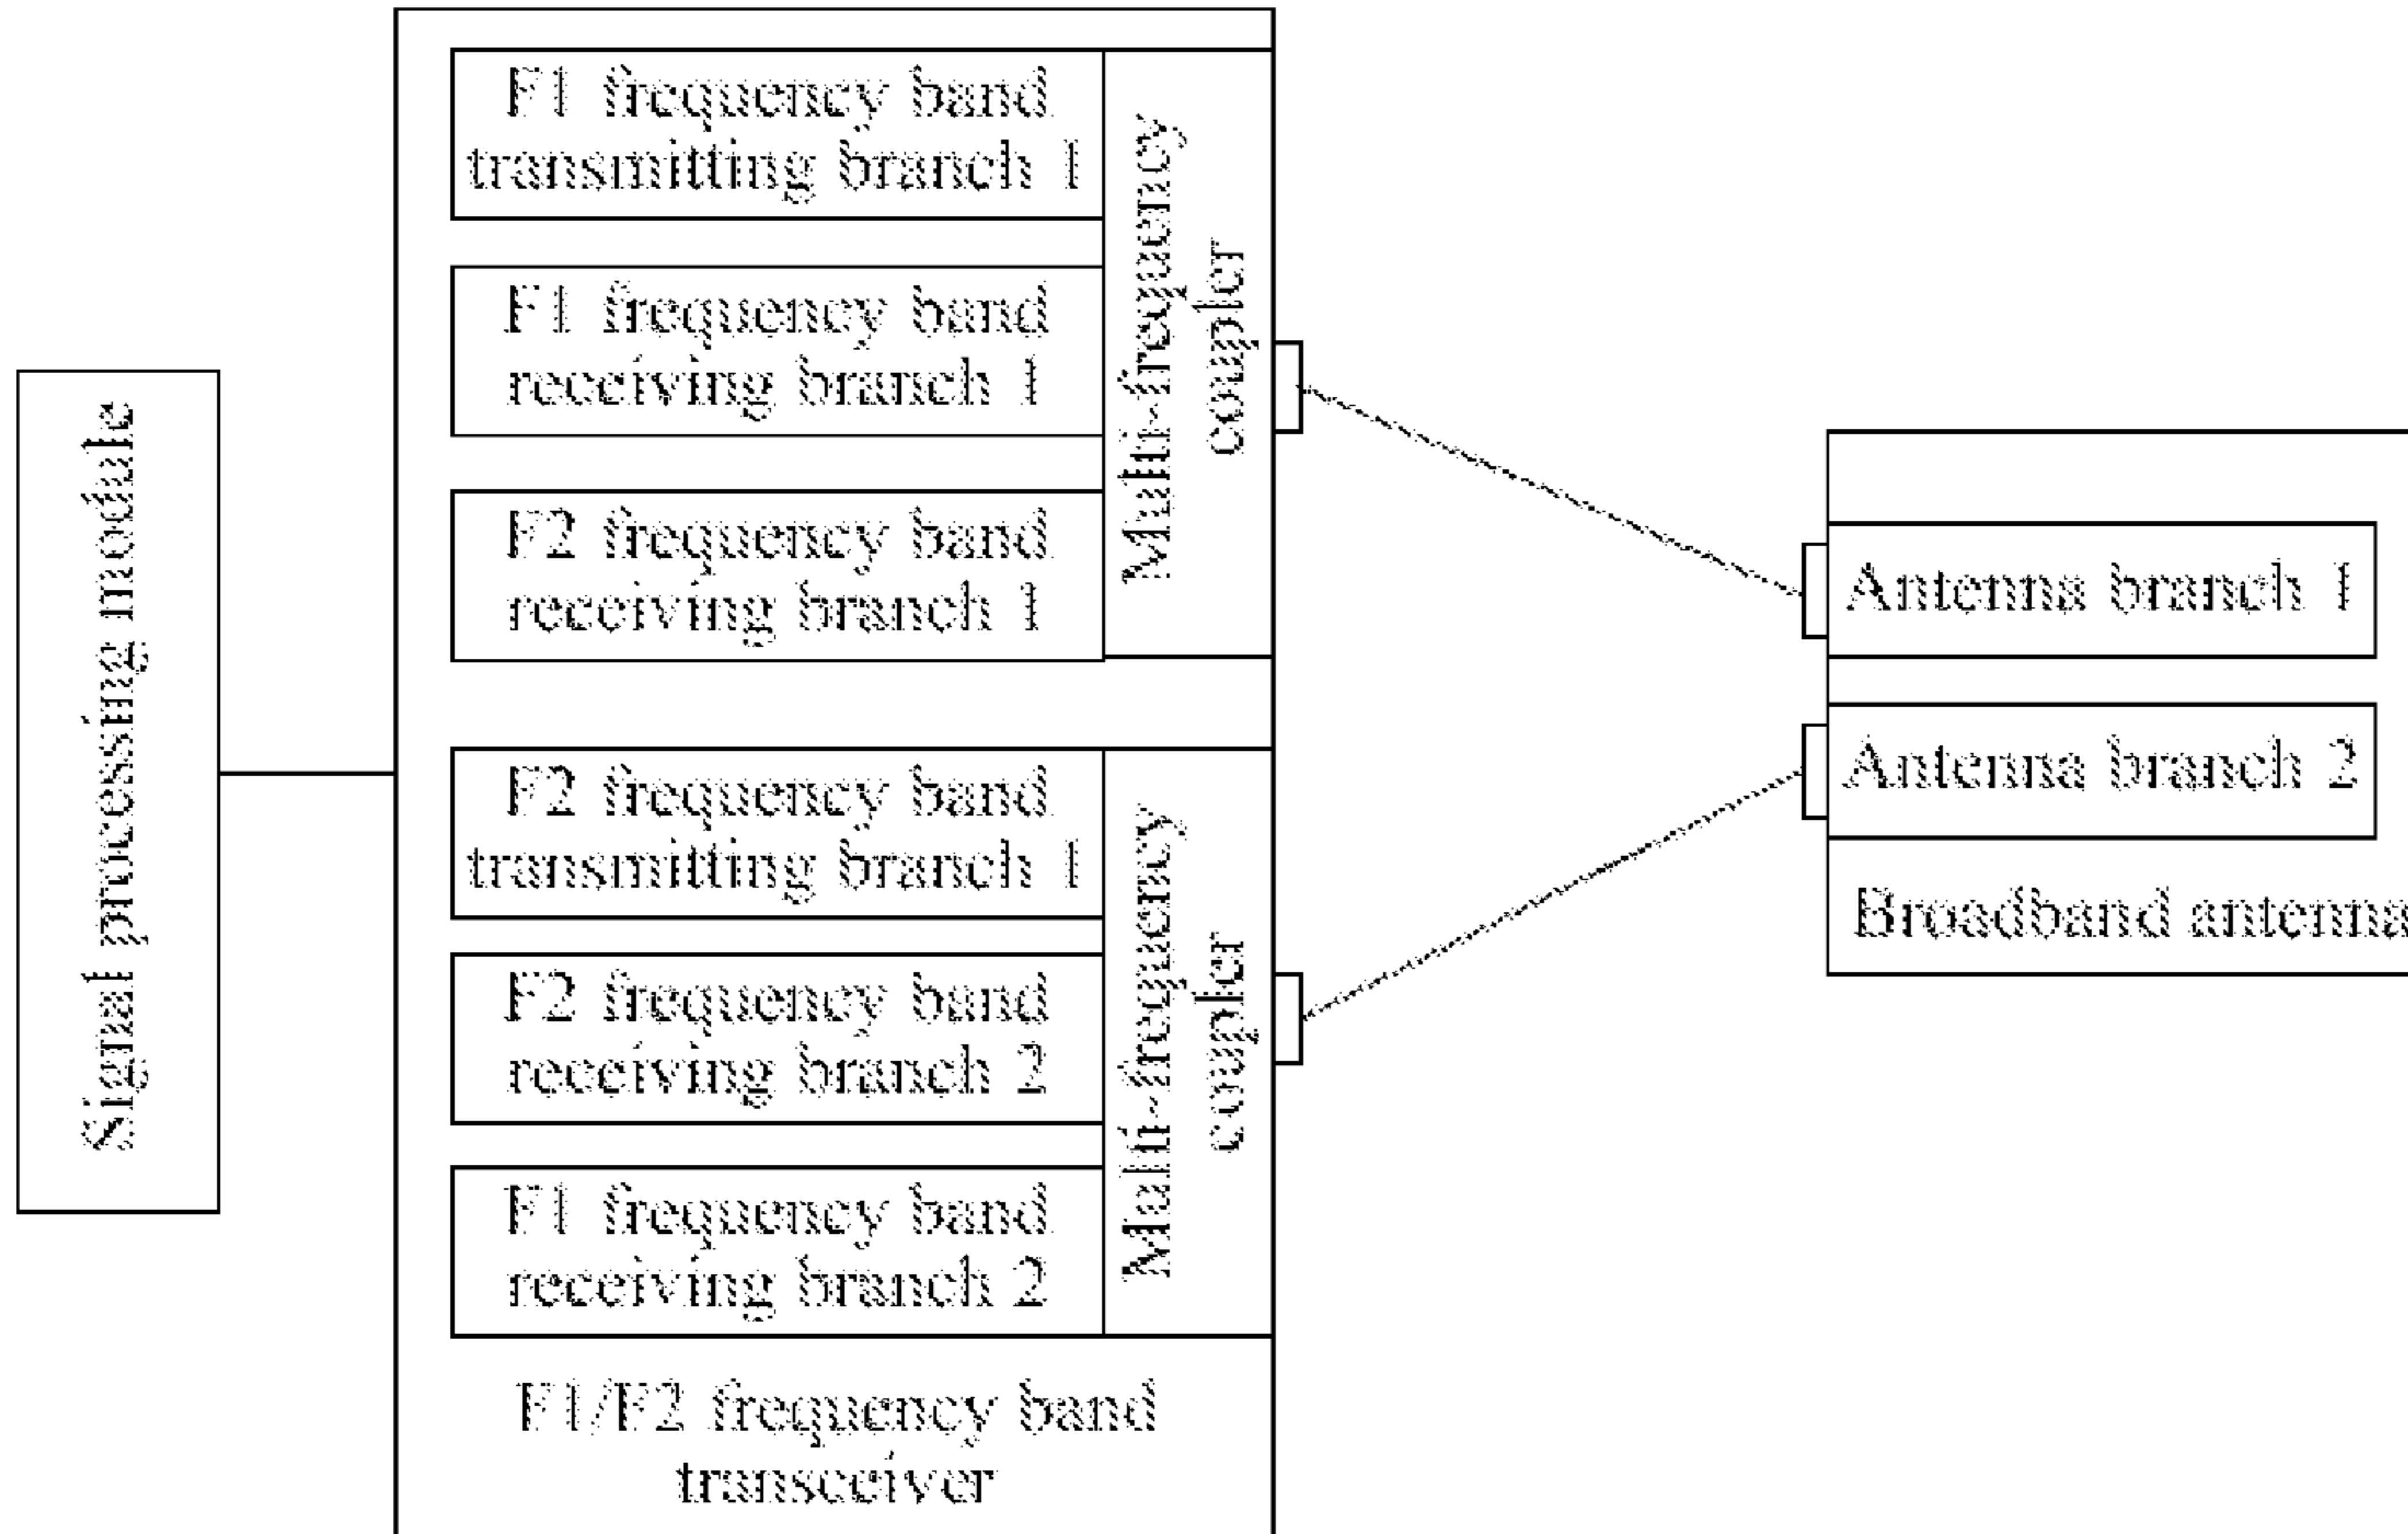 Signal processing module
F1 frequency band
transmitting branch 1
F1 frequency band
receiving branch 1
F2 frequency band
receiving branch 1
Multi-frequency
coupler
F2 frequency band
transmitting branch 1
F2 frequency band
receiving branch 2
F1 frequency band
receiving branch 2
Multi-frequency
coupler
F1/F2 frequency band
transceiver
Antenna branch 1
Antenna branch 2
Broadband antenna